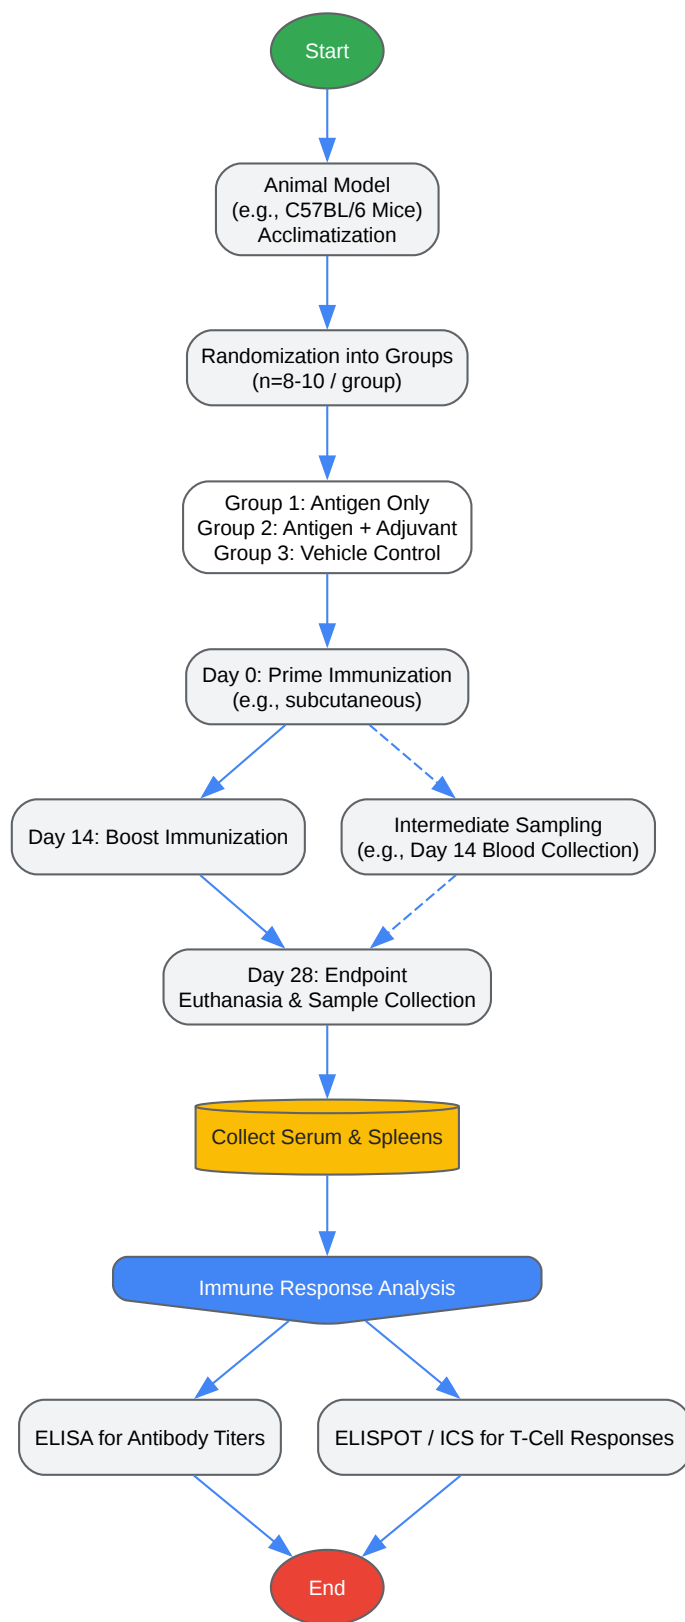 Start
Animal Model
(e.g., C57BL/6 Mice)
Acclimatization
Randomization into Groups
(n=8-10 / group)
Group 1: Antigen Only
Group 2: Antigen + Adjuvant
Group 3: Vehicle Control
Day 0: Prime Immunization
(e.g., subcutaneous)
Day 14: Boost Immunization
Intermediate Sampling
(e.g., Day 14 Blood Collection)
Day 28: Endpoint
Euthanasia & Sample Collection
Collect Serum & Spleens
Immune Response Analysis
ELISA for Antibody Titers
ELISPOT / ICS for T-Cell Responses
End